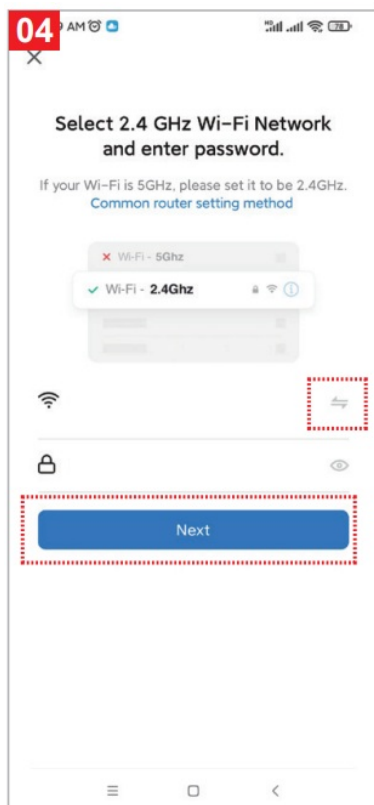 04
AM
78
Select 2.4 GHz Wi-Fi Network
and enter password.
If your Wi-Fi is 5GHz, please set it to be 2.4GHz.
Common router setting method
Wi-Fi - 5Ghz
Wi-Fi - 2.4Ghz
Next